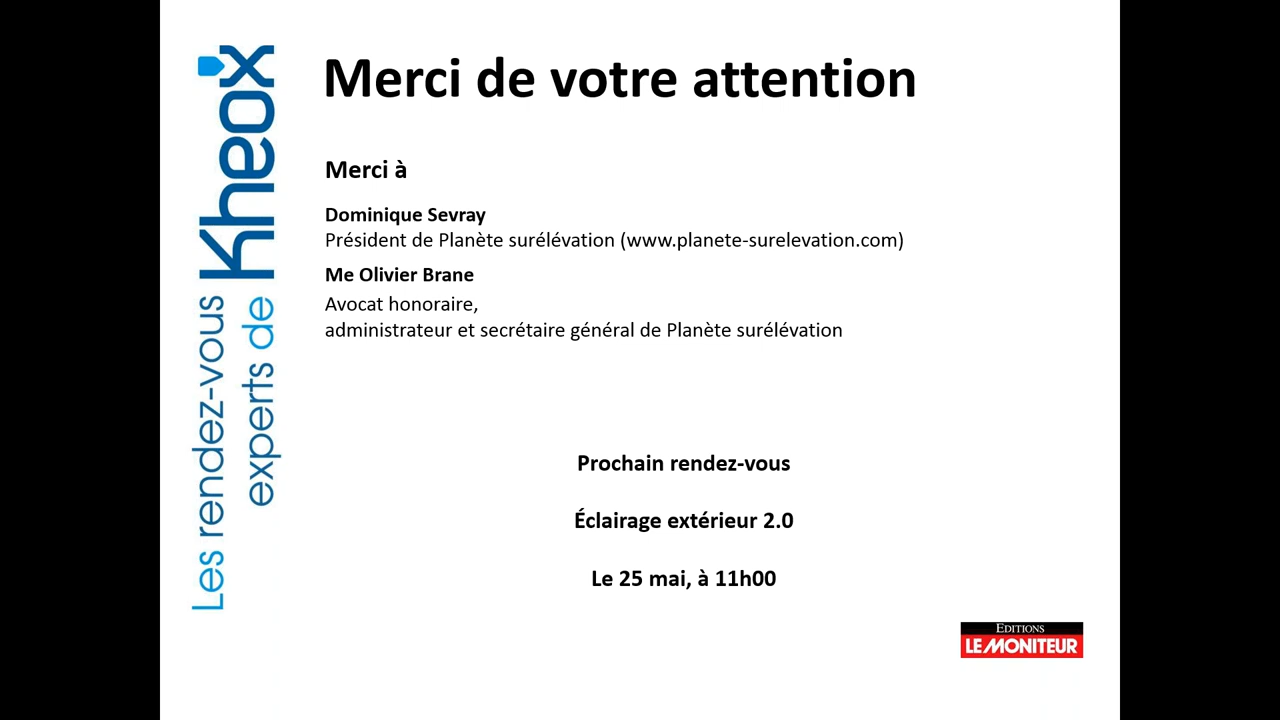 Les rendez-vous
experts de
Kheox
Merci de votre attention
Merci à
Dominique Sevray
Président de Planète surélévation (www.planete-surelevation.com)
Me Olivier Brane
Avocat honoraire,
administrateur et secrétaire général de Planète surélévation
Prochain rendez-vous
Éclairage extérieur 2.0
Le 25 mai, à 11h00
EDITIONS
LE MONITEUR